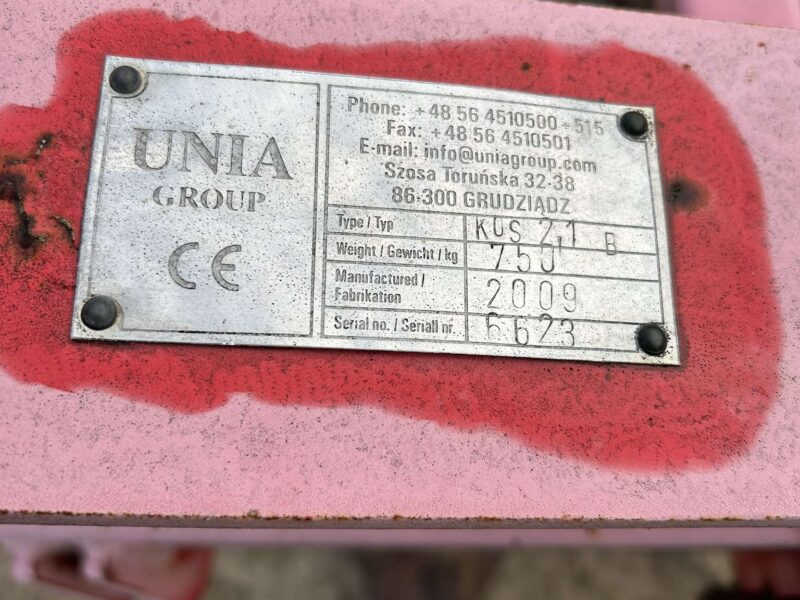 UNIA
GROUP
CE
Phone: +48 56 4510500 - 515
Fax: +48 56 4510501
E-mail: info@uniagroup.com
Szosa Toruńska 32-38
86-300 GRUDZIĄDZ
Type / Typ KOS 2,1 B
Weight / Gewicht / kg 750
Manufactured /
Fabrikation 2009
Serial no. / Seriall nr. 6623